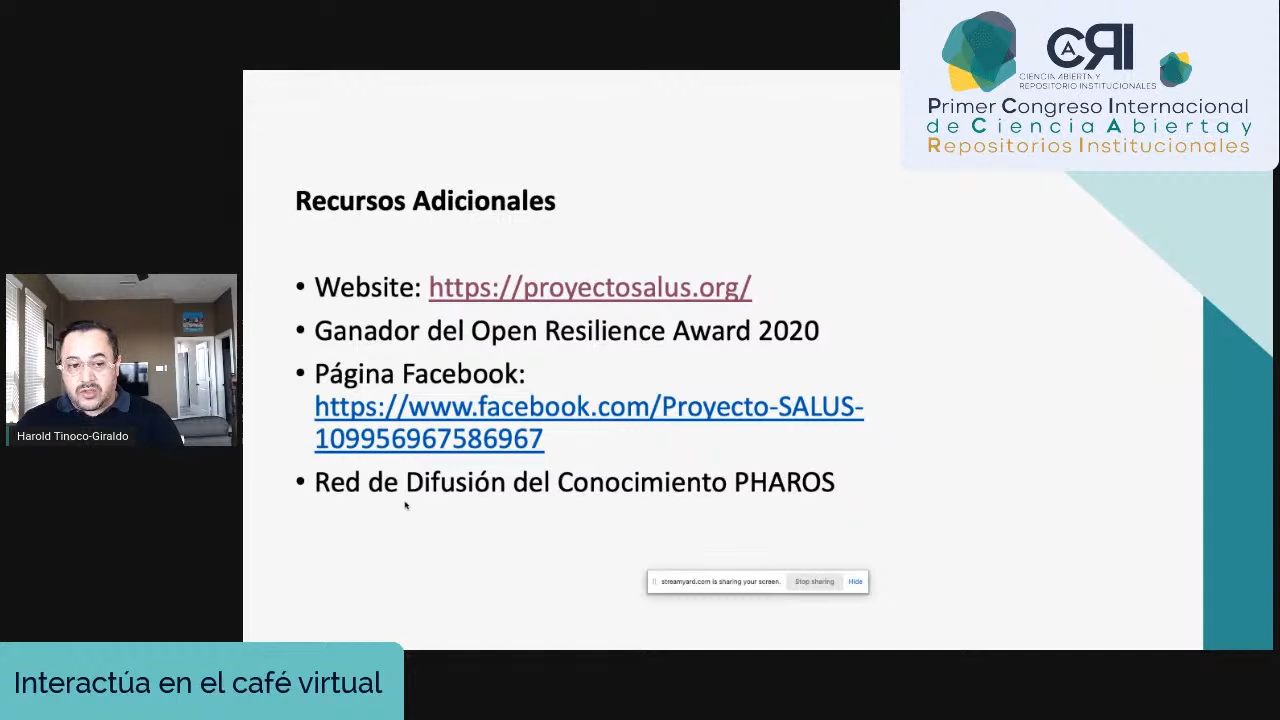 CARI
CIENCIA ABIERTA Y
REPOSITORIO INSTITUCIONALES
Primer Congreso Internacional
de Ciencia Abierta y
Repositorios Institucionales
Recursos Adicionales
• Website: https://proyectosalus.org/
• Ganador del Open Resilience Award 2020
• Página Facebook:
https://www.facebook.com/Proyecto-SALUS-
109956967586967
• Red de Difusión del Conocimiento PHAROS
Harold Tinoco-Giraldo
streamyard.com is sharing your screen. Stop sharing Hide
Interactúa en el café virtual